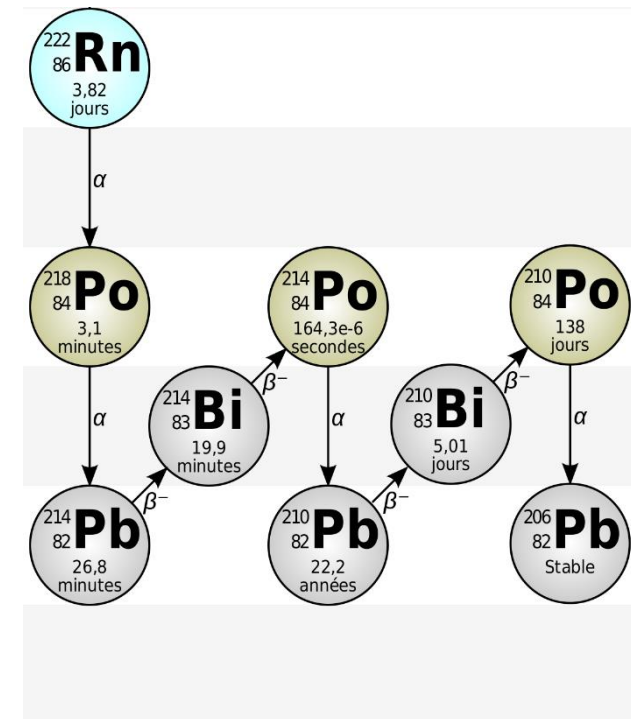 222
86 Rn
3,82
jours
α
218
84 Po
3,1
minutes
214
84 Po
164,3e-6
secondes
210
84 Po
138
jours
α
β⁻
214
83 Bi
19,9
minutes
α
β⁻
210
83 Bi
5,01
jours
α
214
82 Pb
26,8
minutes
β⁻
210
82 Pb
22,2
années
β⁻
206
82 Pb
Stable